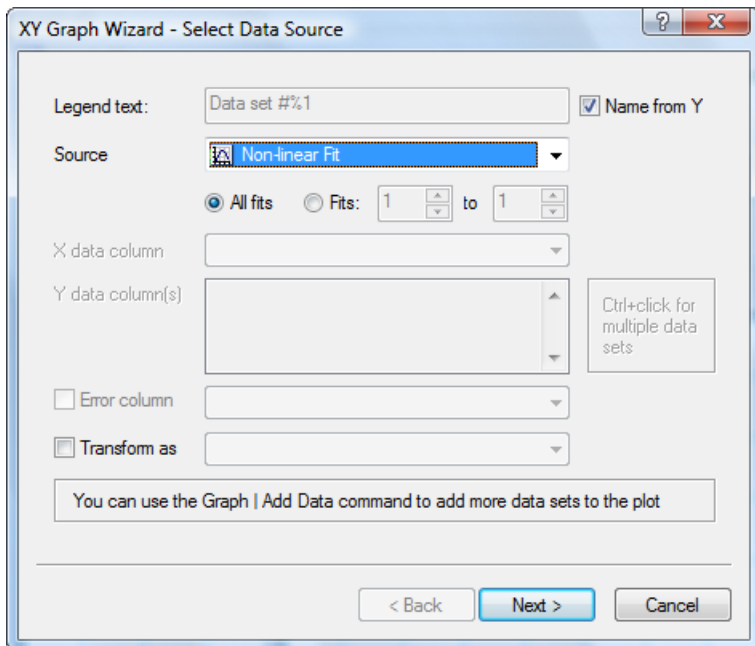 XY Graph Wizard - Select Data Source
Legend text: Data set #%1 Name from Y
Source Non-linear Fit
All fits Fits: 1 to 1
X data column
Y data column(s)
Ctrl+click for
multiple data
sets
Error column
Transform as
You can use the Graph | Add Data command to add more data sets to the plot
< Back Next > Cancel